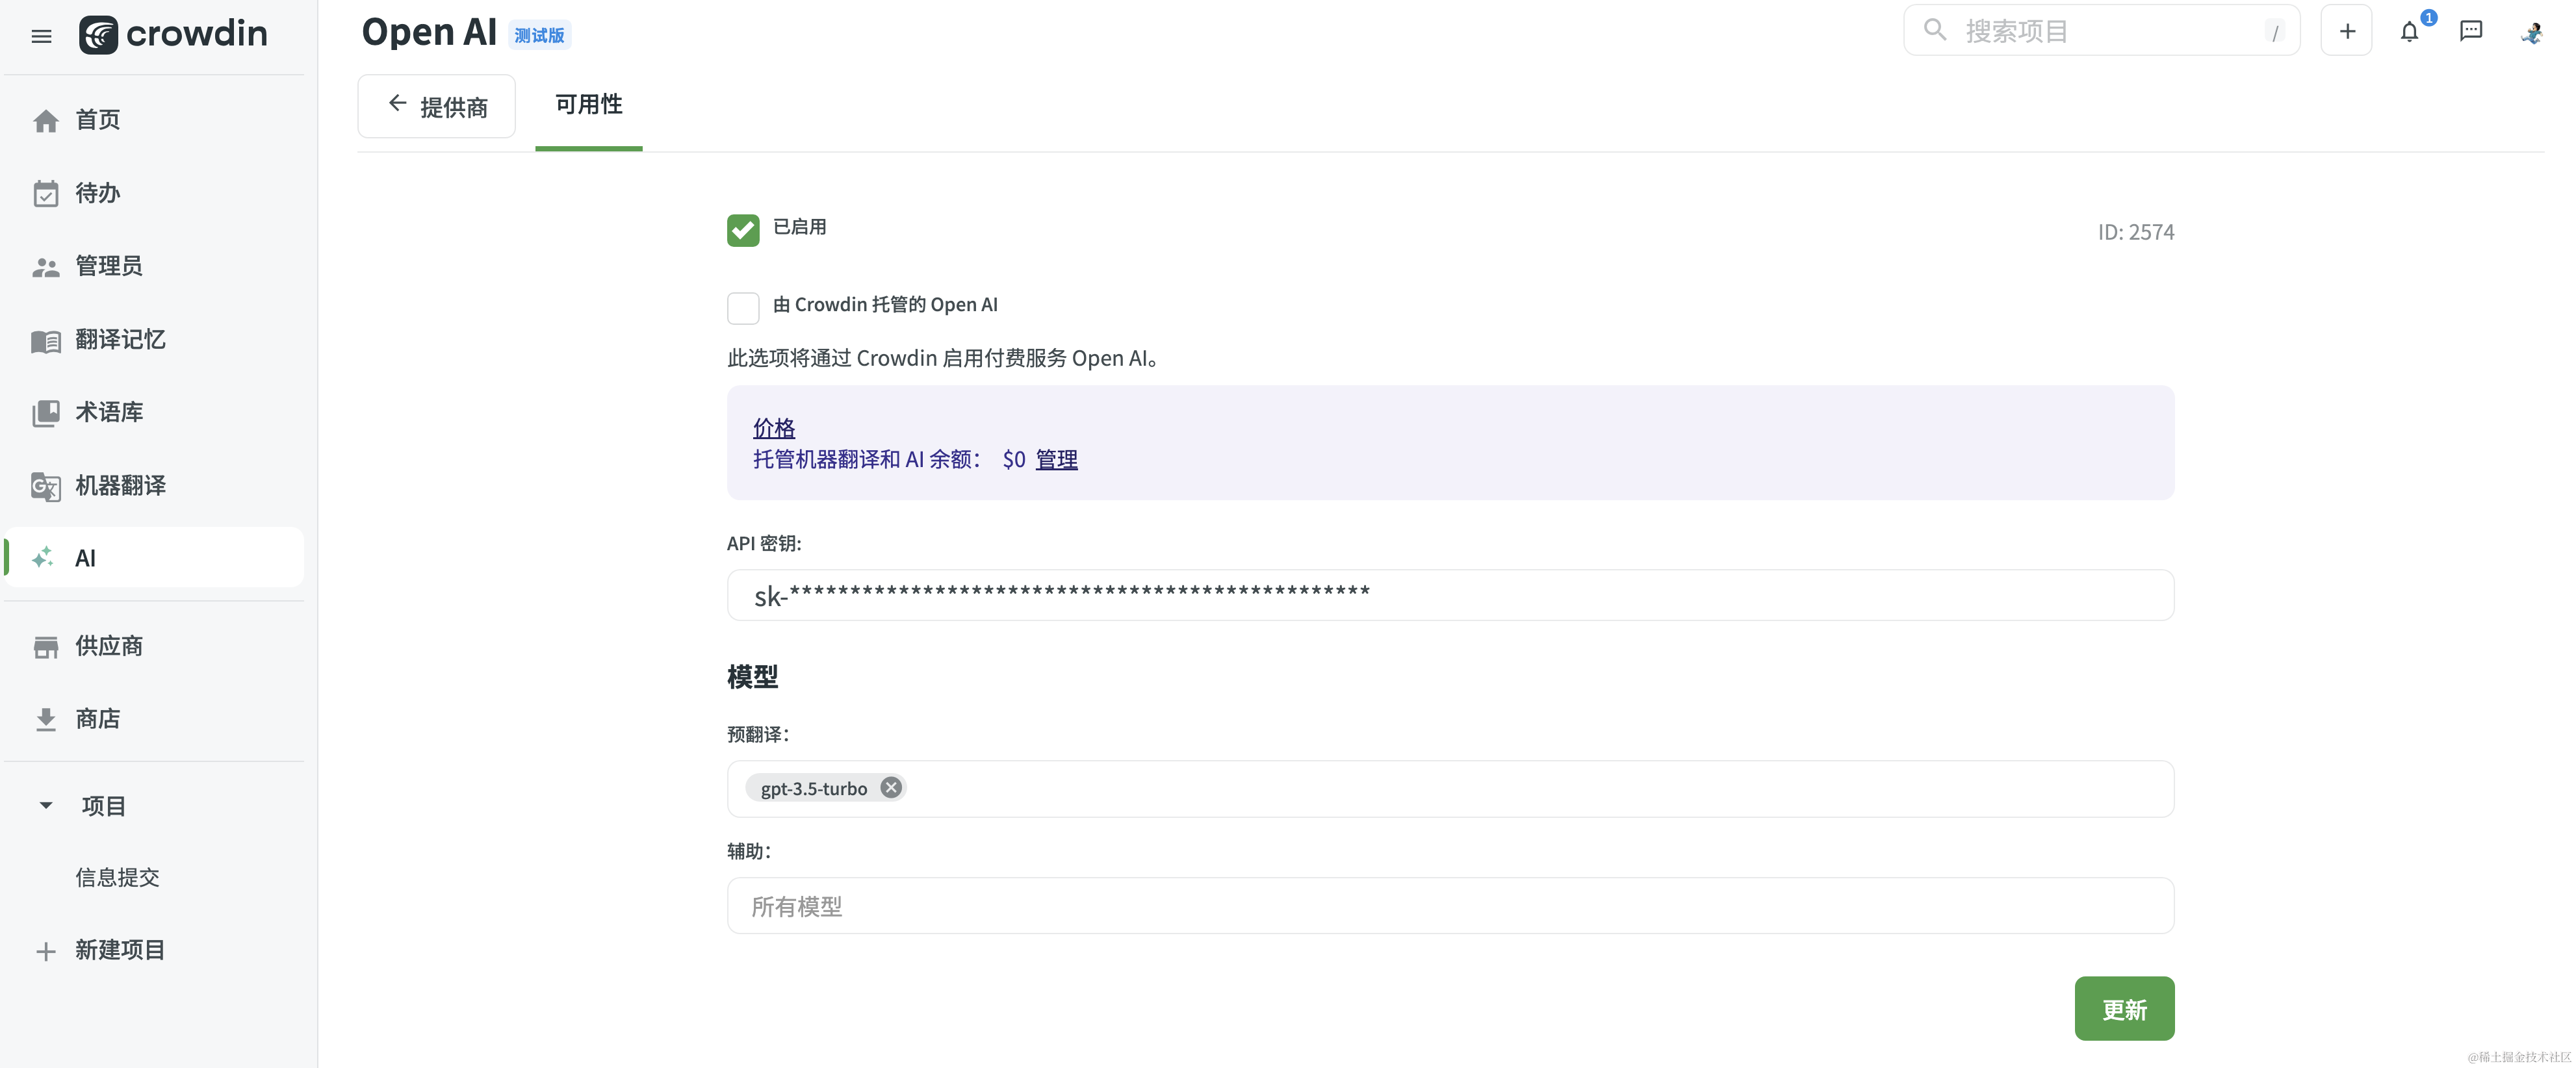 crowdin
首页
待办
管理员
翻译记忆
术语库
机器翻译
AI
供应商
商店
项目
信息提交
新建项目
Open AI 测试版
搜索项目 /
1
提供商
可用性
已启用
ID: 2574
由 Crowdin 托管的 Open AI
此选项将通过 Crowdin 启用付费服务 Open AI。
价格
托管机器翻译和 AI 余额： $0 管理
API 密钥:
sk-************************************************
模型
预翻译：
gpt-3.5-turbo
辅助：
所有模型
更新
@稀土掘金技术社区